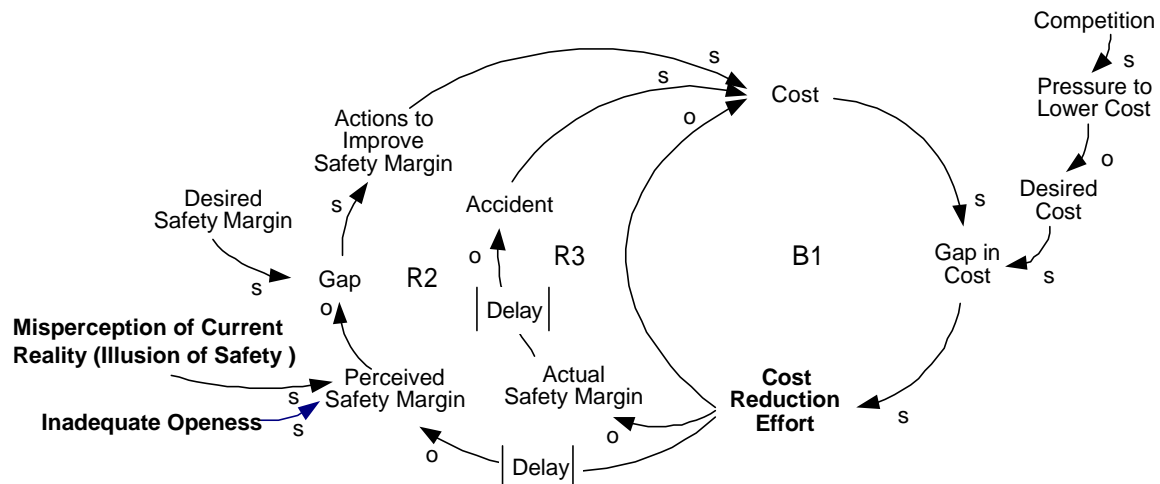 Competition
s
Pressure to
Lower Cost
o
Desired
Cost
s
s
s
o
Cost
s
Gap in
Cost
s
Actions to
Improve
Safety Margin
s
Desired
Safety Margin
s
Gap
o
Accident
o
R2
R3
B1
Delay
Misperception of Current
Reality (Illusion of Safety )
s
Inadequate Openess
s
Perceived
Safety Margin
o
Actual
Safety Margin
o
Delay
Cost
Reduction
Effort